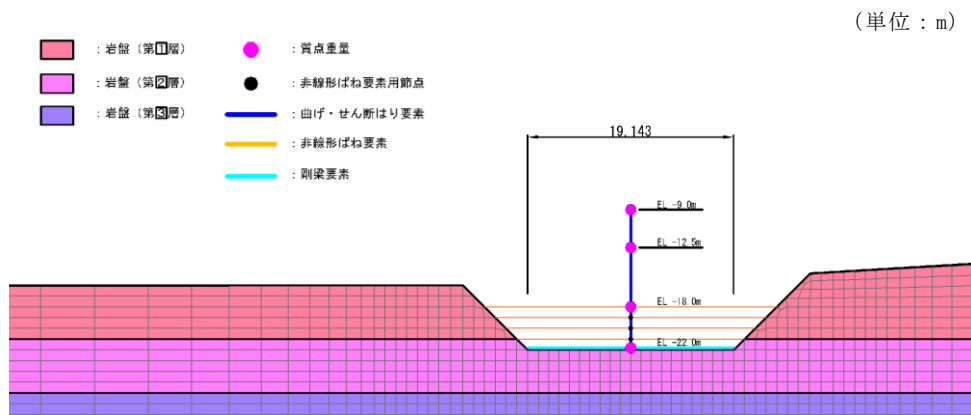 (単位：m)
：岩盤（第1層）
：岩盤（第2層）
：岩盤（第3層）
：質点重量
：非線形ばね要素用節点
：曲げ・せん断はり要素
：非線形ばね要素
：剛梁要素
19.143
EL -9.0m
EL -12.5m
EL -18.0m
EL -22.0m